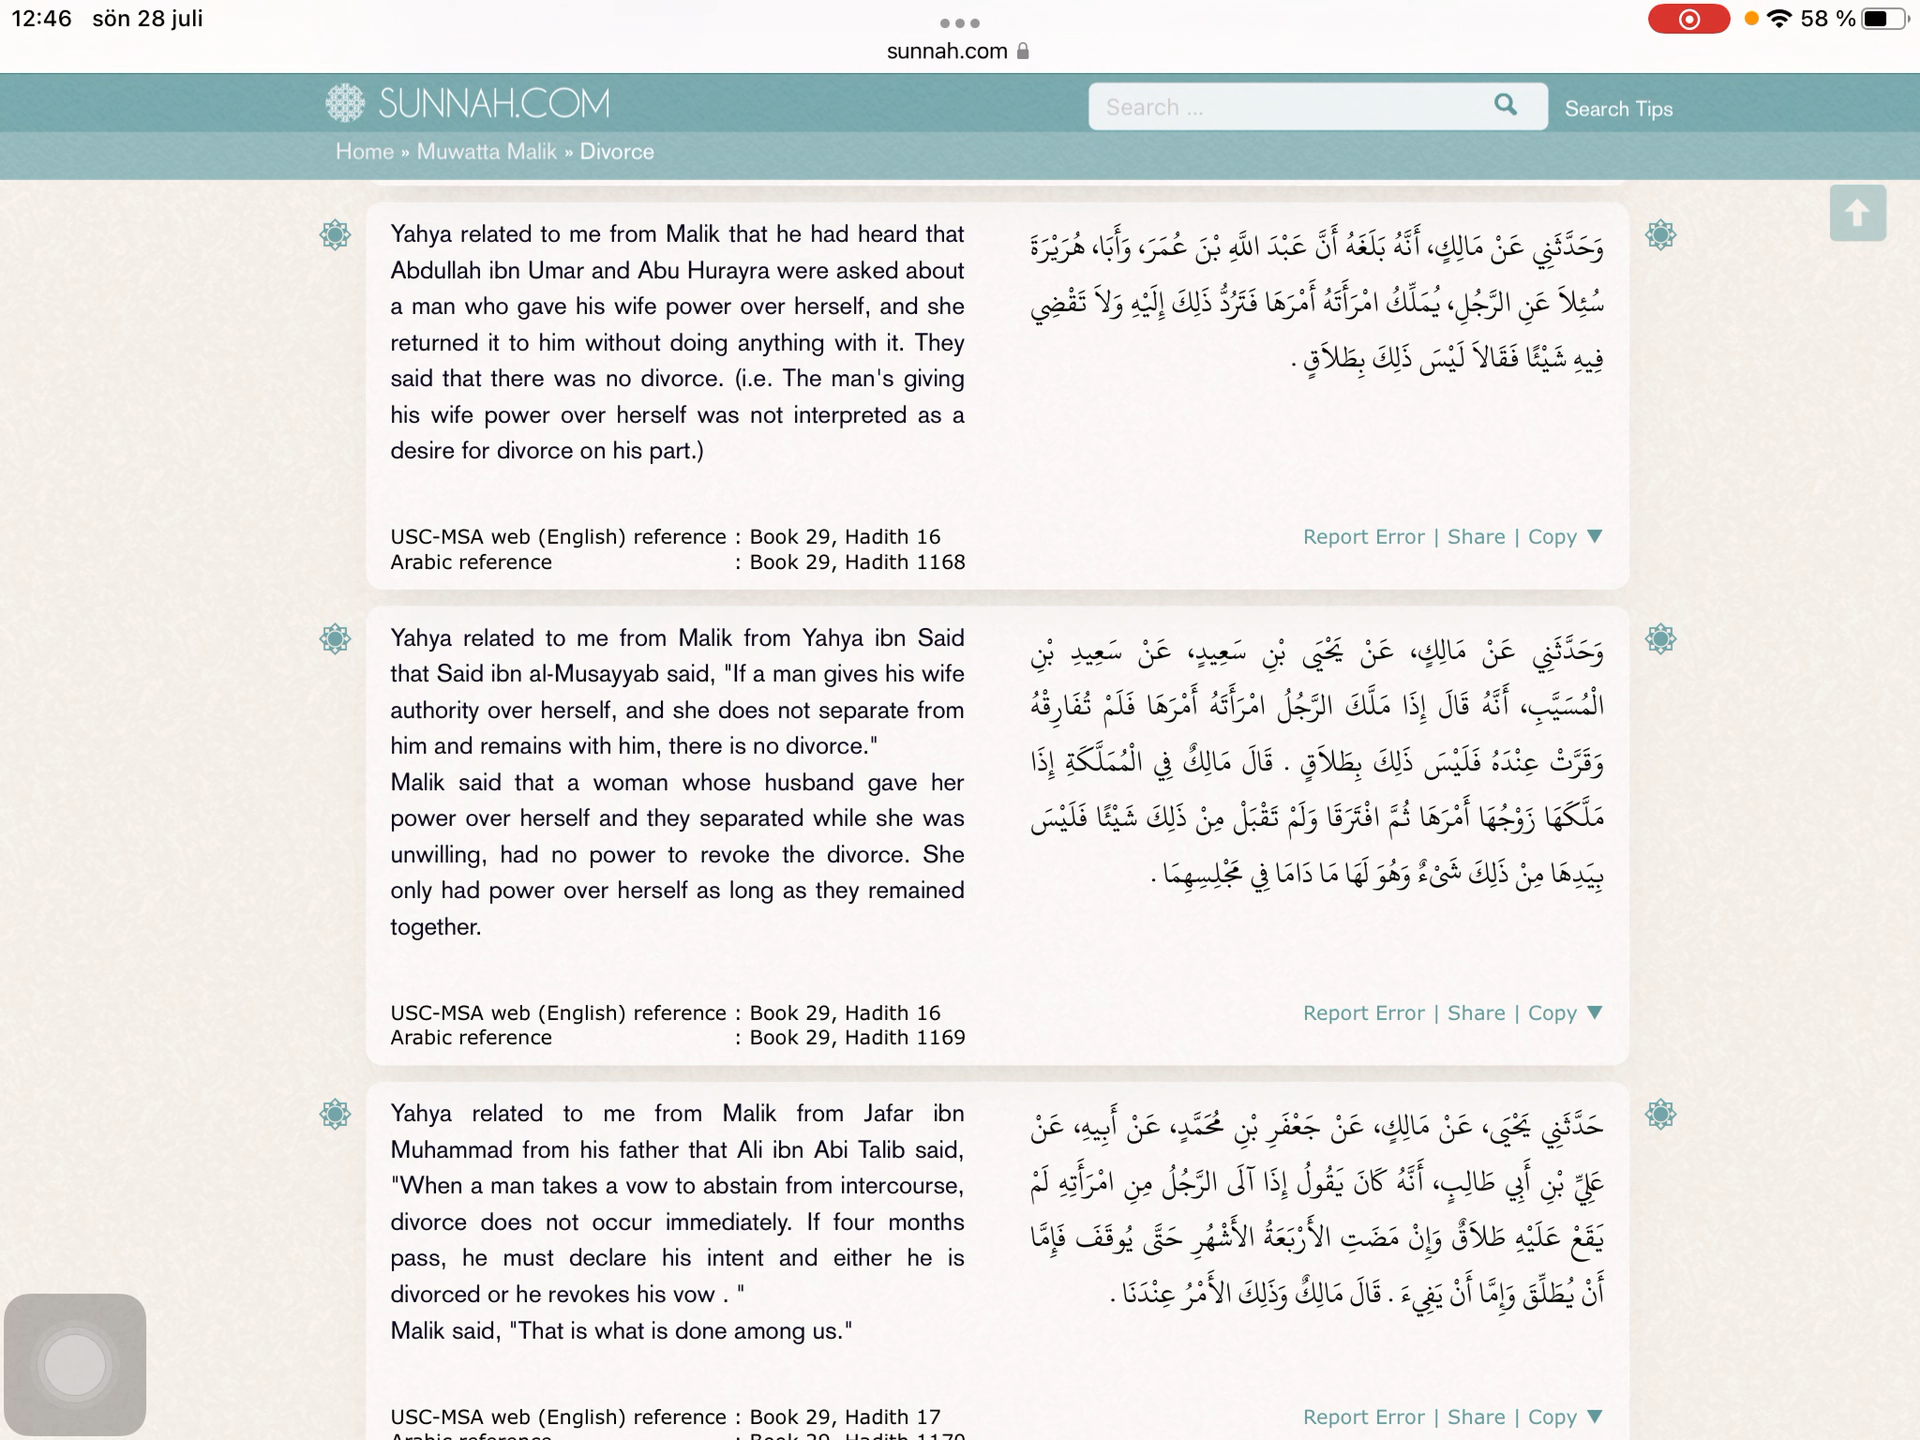 12:46 sön 28 juli
58 %
sunnah.com
SUNNAH.COM
Search ...
Search Tips
Home » Muwatta Malik » Divorce
Yahya related to me from Malik that he had heard that
Abdullah ibn Umar and Abu Hurayra were asked about
a man who gave his wife power over herself, and she
returned it to him without doing anything with it. They
said that there was no divorce. (i.e. The man's giving
his wife power over herself was not interpreted as a
desire for divorce on his part.)
وَحَدَّثَنِي عَنْ مَالِكٍ، أَنَّهُ بَلَغَهُ أَنَّ عَبْدَ اللَّهِ بْنَ عُمَرَ، وَأَبَا، هُرَيْرَةَ
سُئِلاَ عَنِ الرَّجُلِ، يُمَلِّكُ امْرَأَتَهُ أَمْرَهَا فَتَرُدُّ ذَلِكَ إِلَيْهِ وَلاَ تَقْضِي
فِيهِ شَيْئًا فَقَالاَ لَيْسَ ذَلِكَ بِطَلاَقٍ ‏.‏
USC-MSA web (English) reference : Book 29, Hadith 16
Arabic reference : Book 29, Hadith 1168
Report Error | Share | Copy ▼
Yahya related to me from Malik from Yahya ibn Said
that Said ibn al-Musayyab said, "If a man gives his wife
authority over herself, and she does not separate from
him and remains with him, there is no divorce."
Malik said that a woman whose husband gave her
power over herself and they separated while she was
unwilling, had no power to revoke the divorce. She
only had power over herself as long as they remained
together.
وَحَدَّثَنِي عَنْ مَالِكٍ، عَنْ يَحْيَى بْنِ سَعِيدٍ، عَنْ سَعِيدِ بْنِ
الْمُسَيَّبِ، أَنَّهُ قَالَ إِذَا مَلَّكَ الرَّجُلُ امْرَأَتَهُ أَمْرَهَا فَلَمْ تُفَارِقْهُ
وَقَرَّتْ عِنْدَهُ فَلَيْسَ ذَلِكَ بِطَلاَقٍ ‏.‏ قَالَ مَالِكٌ فِي الْمُمَلَّكَةِ إِذَا
مَلَّكَهَا زَوْجُهَا أَمْرَهَا ثُمَّ افْتَرَقَا وَلَمْ تَقْبَلْ مِنْ ذَلِكَ شَيْئًا فَلَيْسَ
بِيَدِهَا مِنْ ذَلِكَ شَىْءٌ وَهُوَ لَهَا مَا دَامَا فِي مَجْلِسِهِمَا ‏.‏
USC-MSA web (English) reference : Book 29, Hadith 16
Arabic reference : Book 29, Hadith 1169
Report Error | Share | Copy ▼
Yahya related to me from Malik from Jafar ibn
Muhammad from his father that Ali ibn Abi Talib said,
"When a man takes a vow to abstain from intercourse,
divorce does not occur immediately. If four months
pass, he must declare his intent and either he is
divorced or he revokes his vow . "
Malik said, "That is what is done among us."
حَدَّثَنِي يَحْيَى، عَنْ مَالِكٍ، عَنْ جَعْفَرِ بْنِ مُحَمَّدٍ، عَنْ أَبِيهِ، عَنْ
عَلِيِّ بْنِ أَبِي طَالِبٍ، أَنَّهُ كَانَ يَقُولُ إِذَا آلَى الرَّجُلُ مِنِ امْرَأَتِهِ لَمْ
يَقَعْ عَلَيْهِ طَلاَقٌ وَإِنْ مَضَتِ الأَرْبَعَةُ الأَشْهُرِ حَتَّى يُوقَفَ فَإِمَّا
أَنْ يُطَلِّقَ وَإِمَّا أَنْ يَفِيءَ ‏.‏ قَالَ مَالِكٌ وَذَلِكَ الأَمْرُ عِنْدَنَا ‏.‏
USC-MSA web (English) reference : Book 29, Hadith 17
Arabic reference : Book 29, Hadith 1170
Report Error | Share | Copy ▼